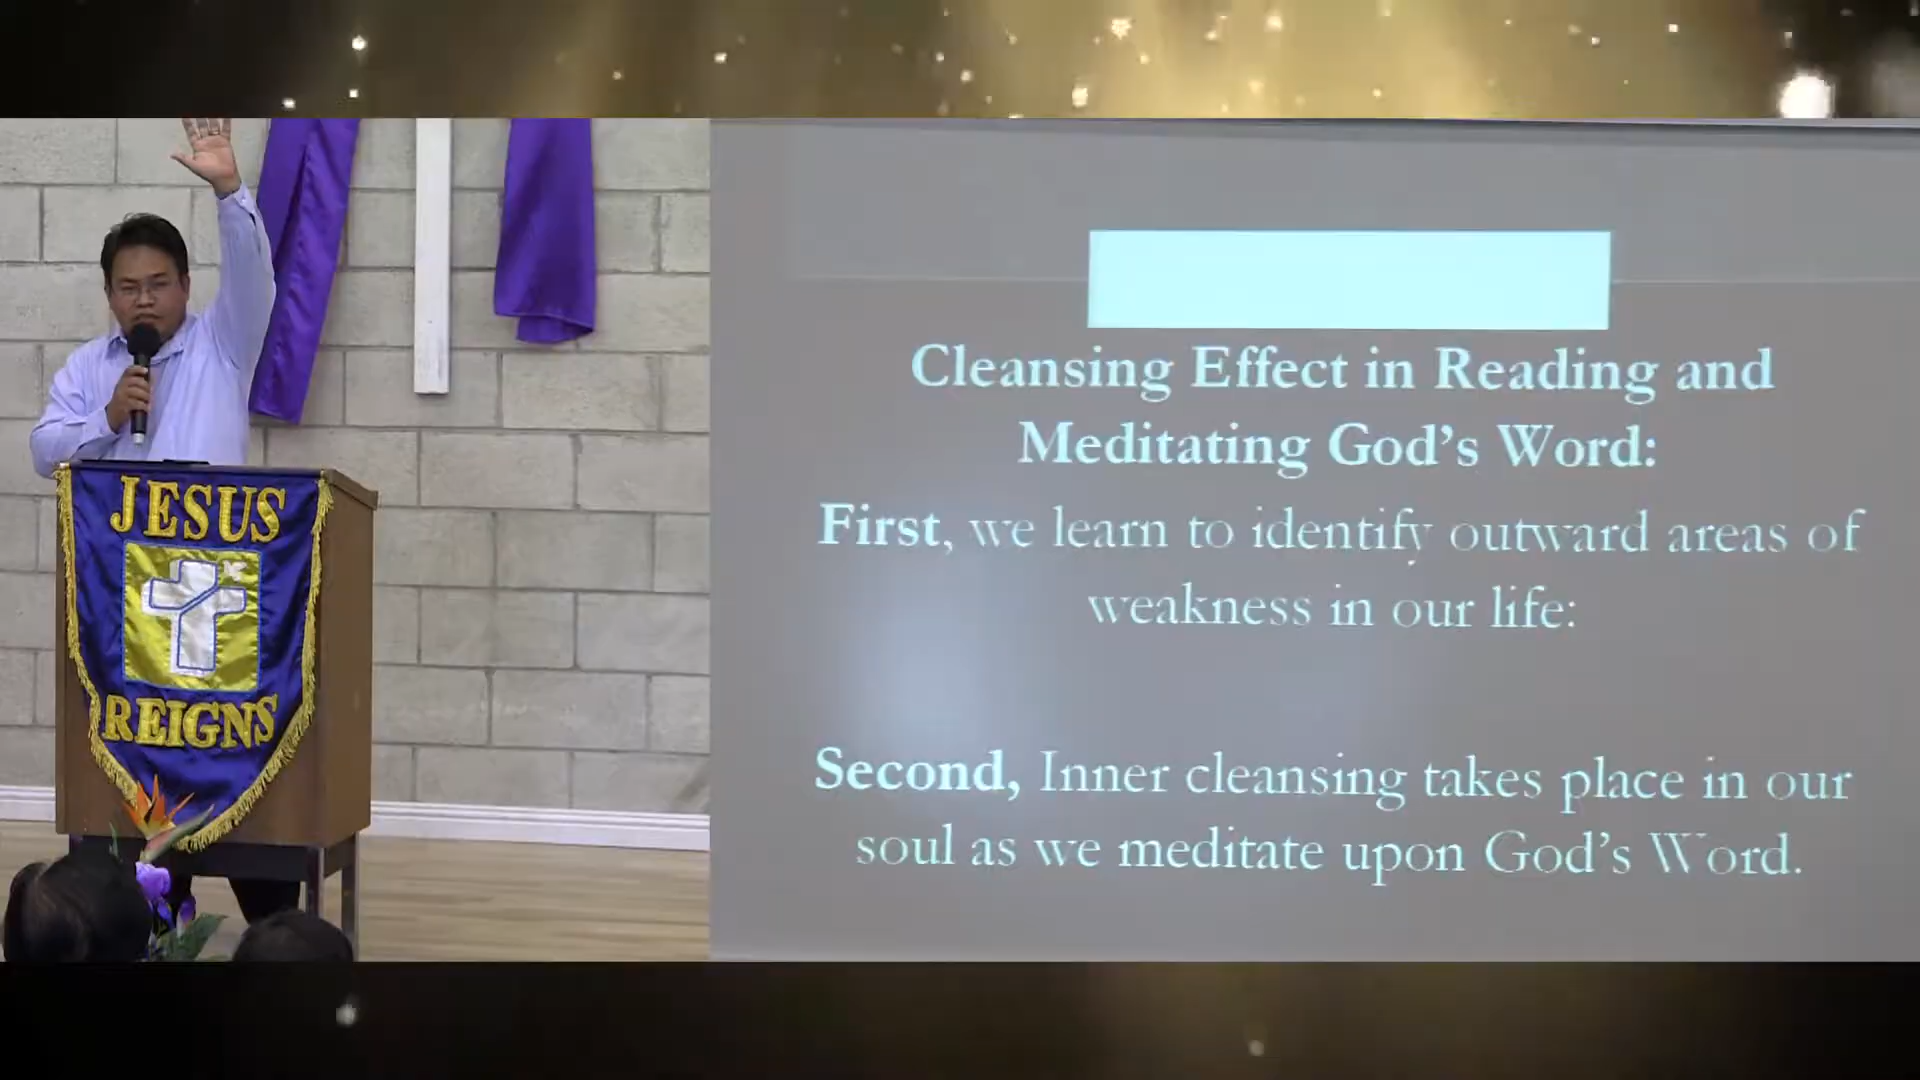 JESUS
REIGNS
Cleansing Effect in Reading and
Meditating God's Word:
First, we learn to identify outward areas of
weakness in our life:
Second, Inner cleansing takes place in our
soul as we meditate upon God's Word.